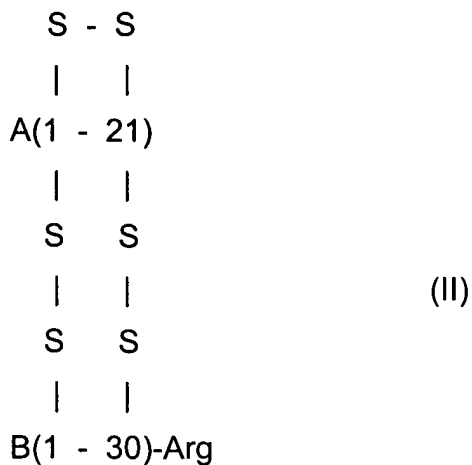 S - S
| |
A(1 - 21)
| |
S S
| |
(II)
S S
| |
B(1 - 30)-Arg